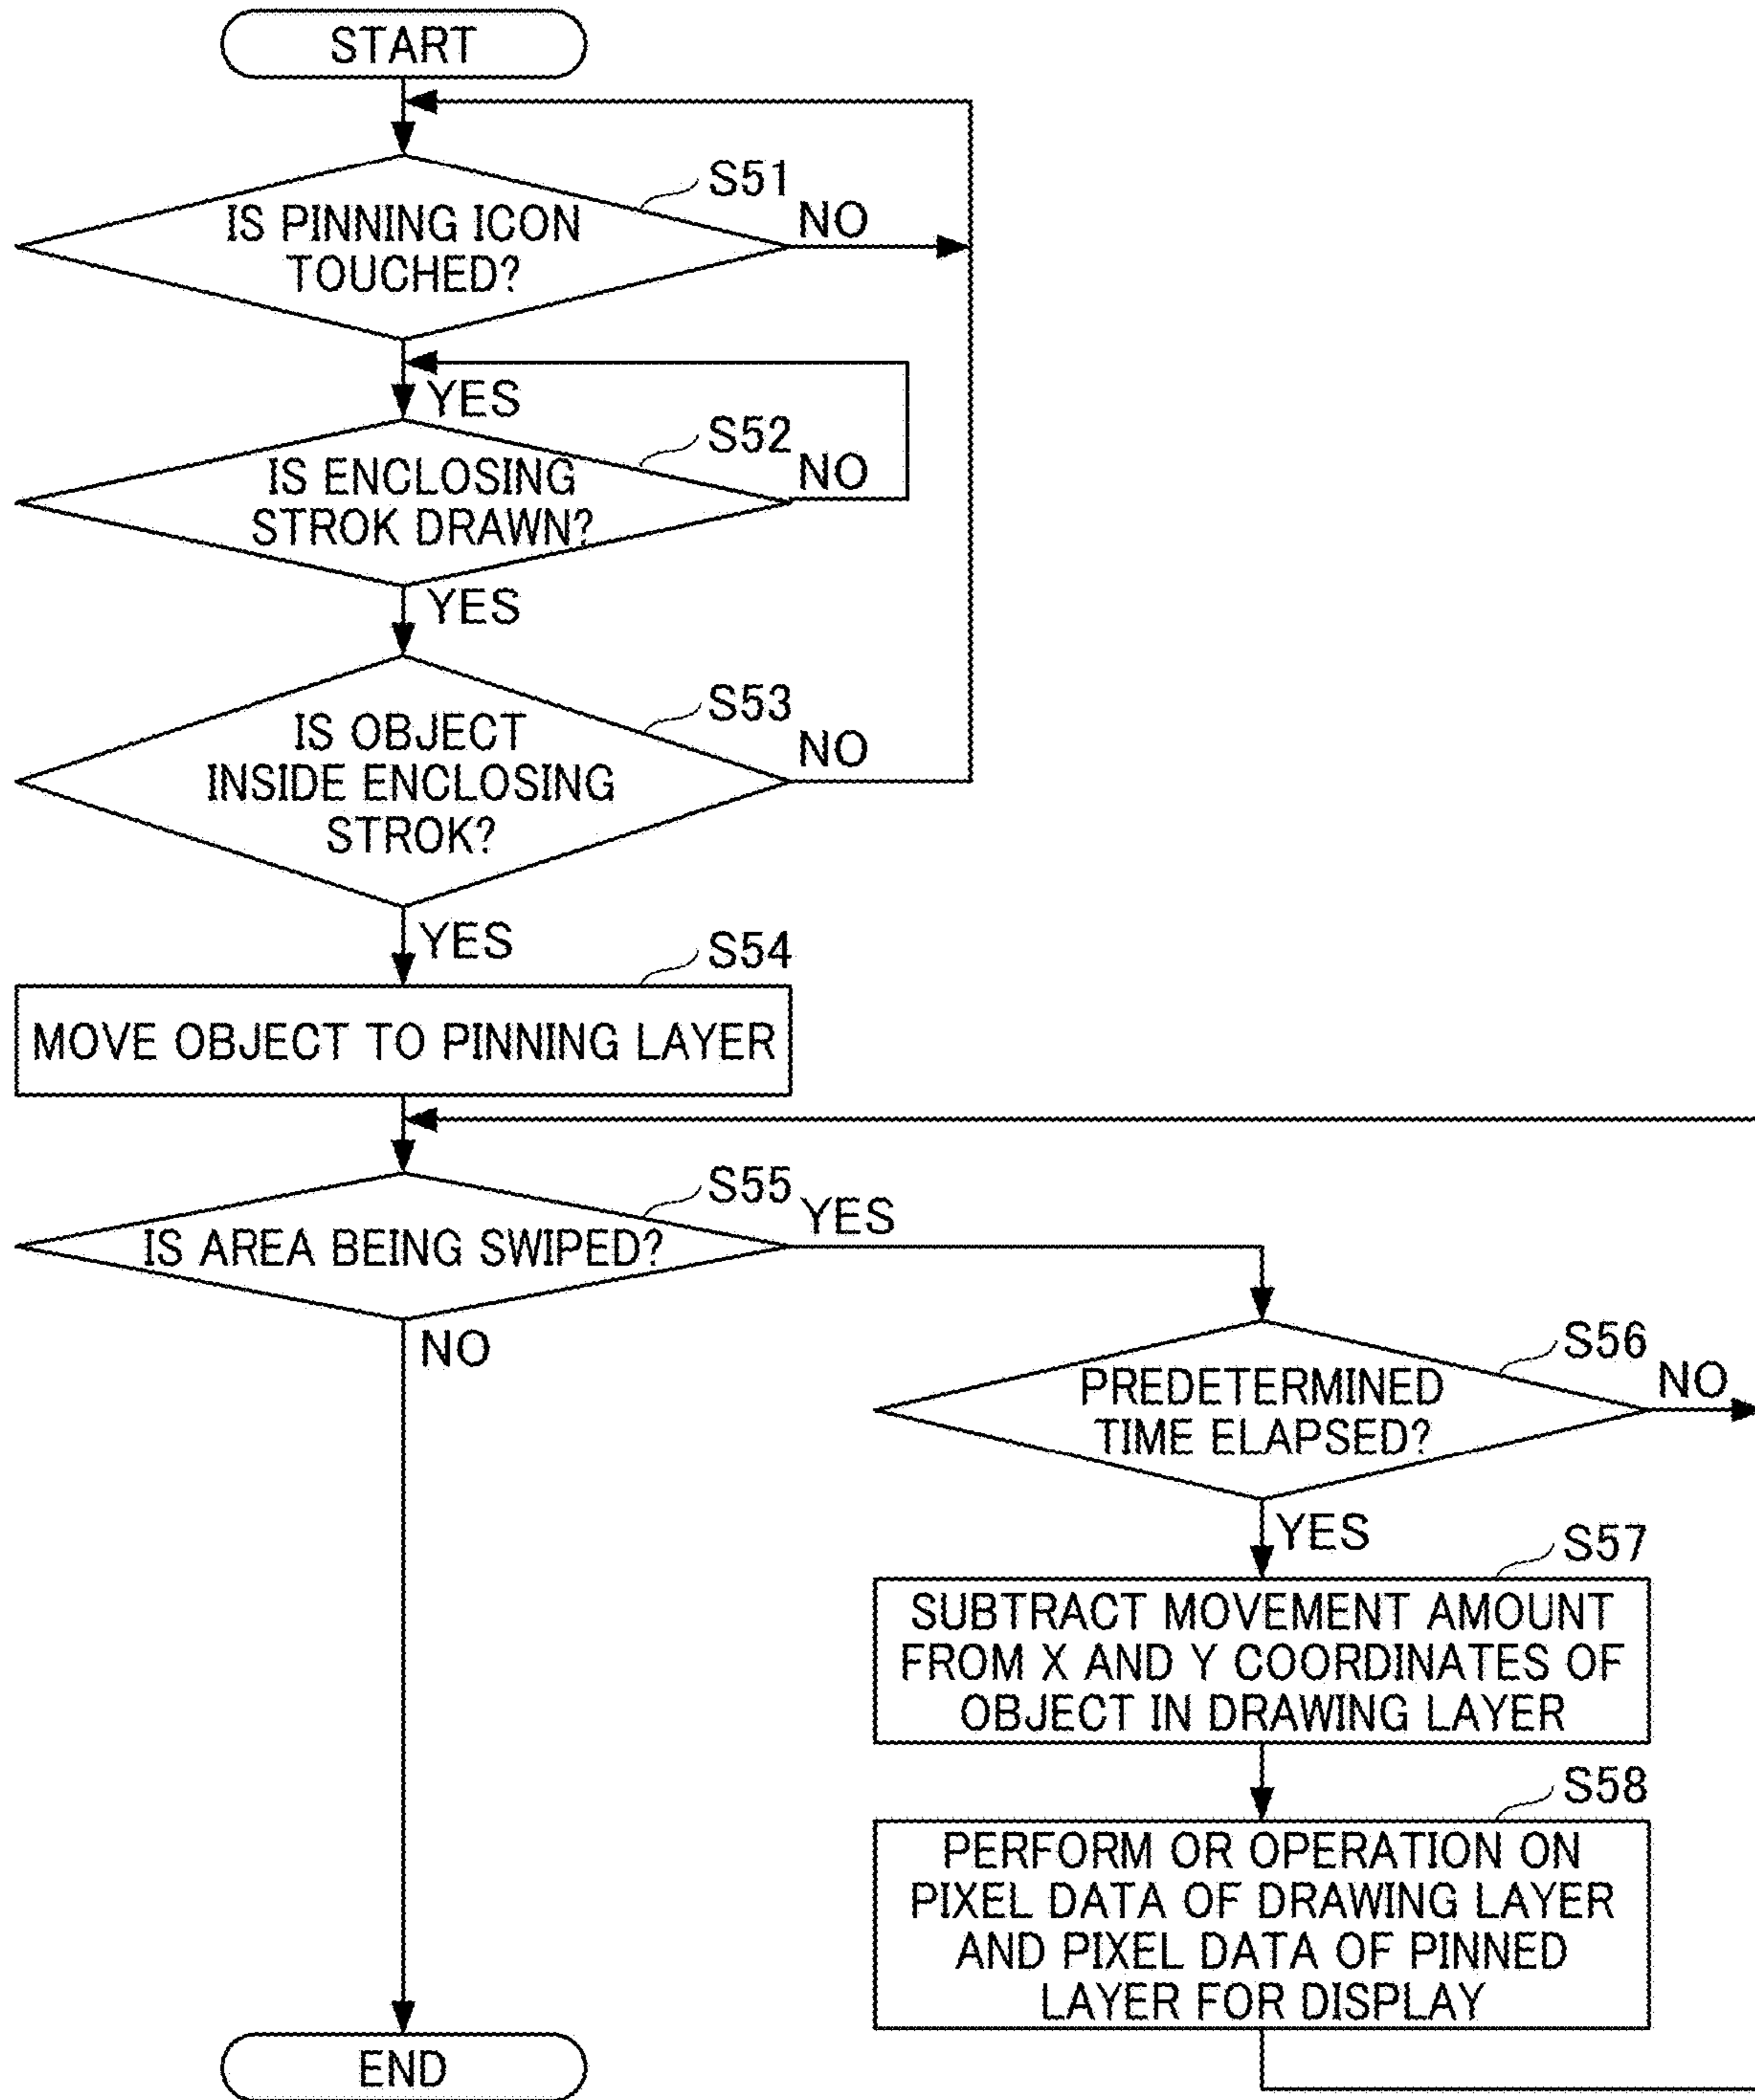 START
S51
IS PINNING ICON
TOUCHED?
NO
YES
S52
IS ENCLOSING
STROK DRAWN?
NO
YES
S53
IS OBJECT
INSIDE ENCLOSING
STROK?
NO
YES
S54
MOVE OBJECT TO PINNING LAYER
S55
IS AREA BEING SWIPED?
YES
NO
S56
PREDETERMINED
TIME ELAPSED?
NO
YES
S57
SUBTRACT MOVEMENT AMOUNT
FROM X AND Y COORDINATES OF
OBJECT IN DRAWING LAYER
S58
PERFORM OR OPERATION ON
PIXEL DATA OF DRAWING LAYER
AND PIXEL DATA OF PINNED
LAYER FOR DISPLAY
END